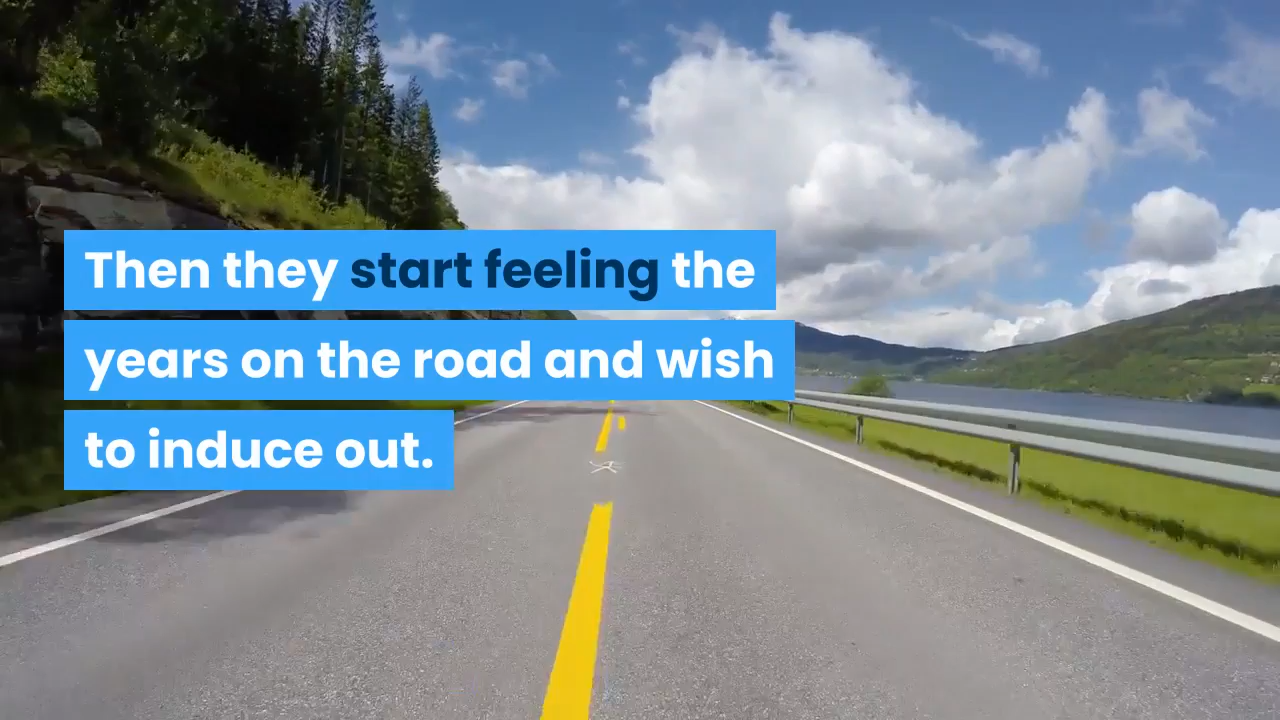 Then they start feeling the
years on the road and wish
to induce out.